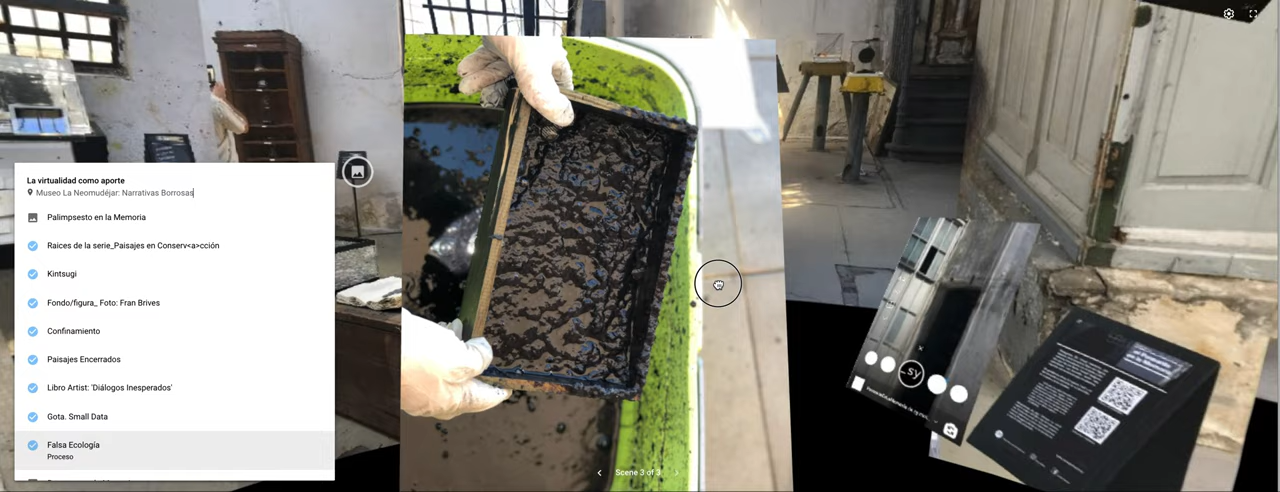 La virtualidad como aporte
Museo La Neomudéjar: Narrativas Borrosas
Palimpsesto en la Memoria
Raices de la serie_Paisajes en Conserv<a>cción
Kintsugi
Fondo/figura_ Foto: Fran Brives
Confinamiento
Paisajes Encerrados
Libro Artist: 'Diálogos Inesperados'
Gota. Small Data
Falsa Ecología
Proceso
Scene 3 of 3
_sy